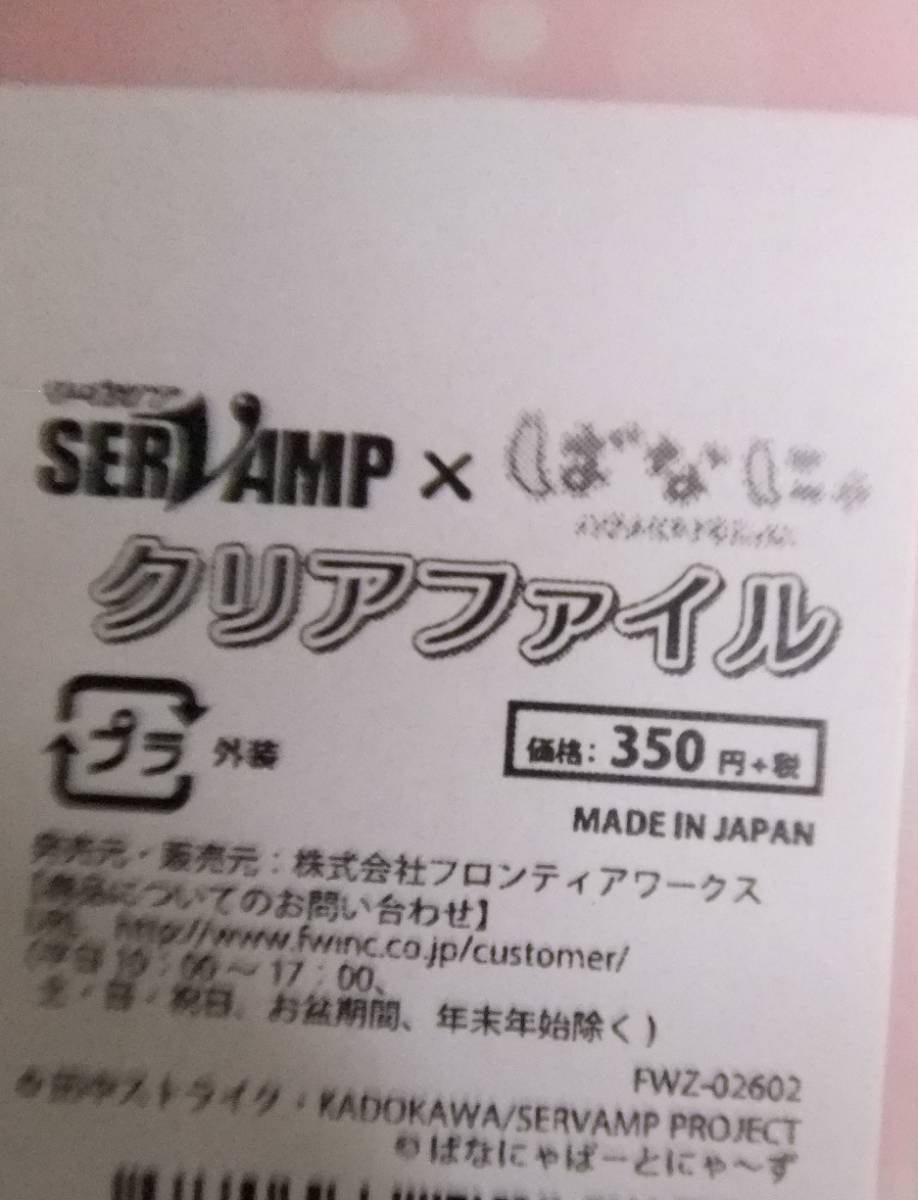 SERVAMP × ばなにゃ
クリアファイル
プラ 外装
価格: 350 円+税
MADE IN JAPAN
発売元・販売元：株式会社フロンティアワークス
【商品についてのお問い合わせ】
URL http://www.fwinc.co.jp/customer/
(平日 10：00～17：00、
土・日・祝日、お盆期間、年末年始除く)
FWZ-02602
©田中ストライク・KADOKAWA/SERVAMP PROJECT
©ばなにゃぱーとにゃ～ず